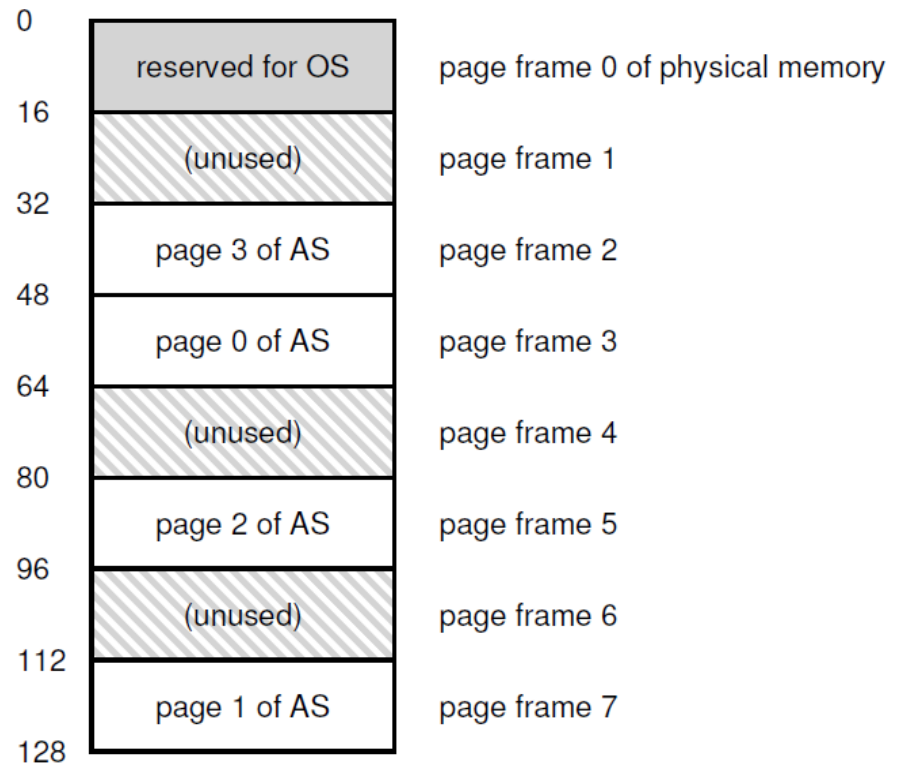 0
reserved for OS page frame 0 of physical memory
16
(unused) page frame 1
32
page 3 of AS page frame 2
48
page 0 of AS page frame 3
64
(unused) page frame 4
80
page 2 of AS page frame 5
96
(unused) page frame 6
112
page 1 of AS page frame 7
128